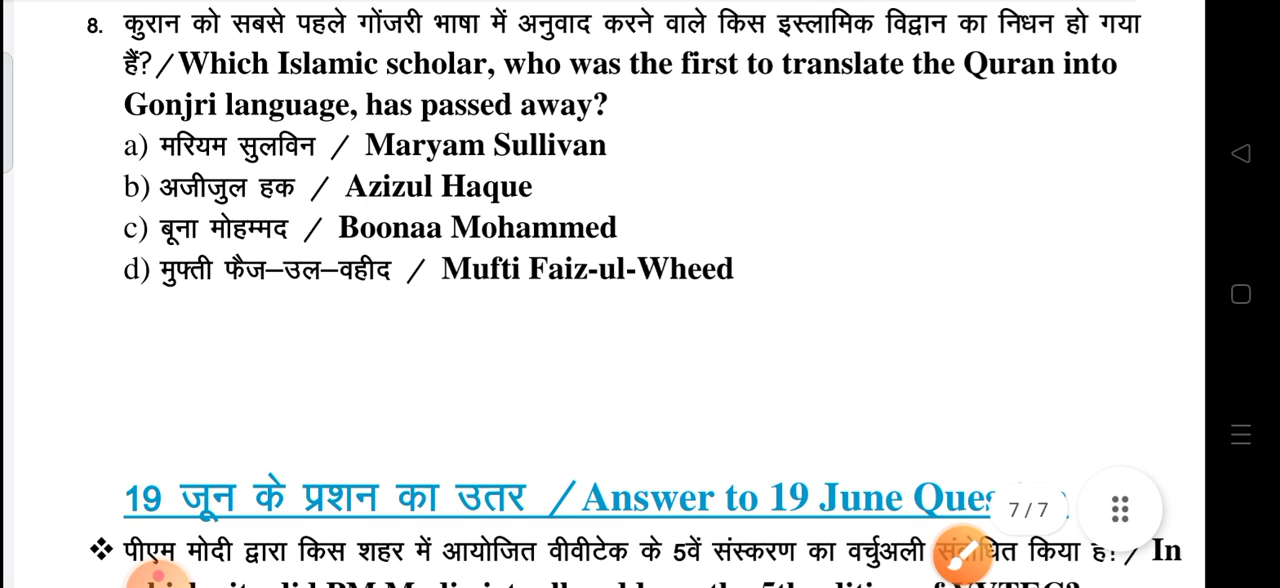 8. कुरान को सबसे पहले गोंजरी भाषा में अनुवाद करने वाले किस इस्लामिक विद्वान का निधन हो गया
हैं?/Which Islamic scholar, who was the first to translate the Quran into
Gonjri language, has passed away?
a) मरियम सुलविन / Maryam Sullivan
b) अजीजुल हक / Azizul Haque
c) बूना मोहम्मद / Boonaa Mohammed
d) मुफ्ती फैज–उल–वहीद / Mufti Faiz-ul-Wheed
19 जून के प्रशन का उतर /Answer to 19 June
7/7
❖ पीएम मोदी द्वारा किस शहर में आयोजित वीवीटेक के 5वें संस्करण का वर्चुअली किया / In